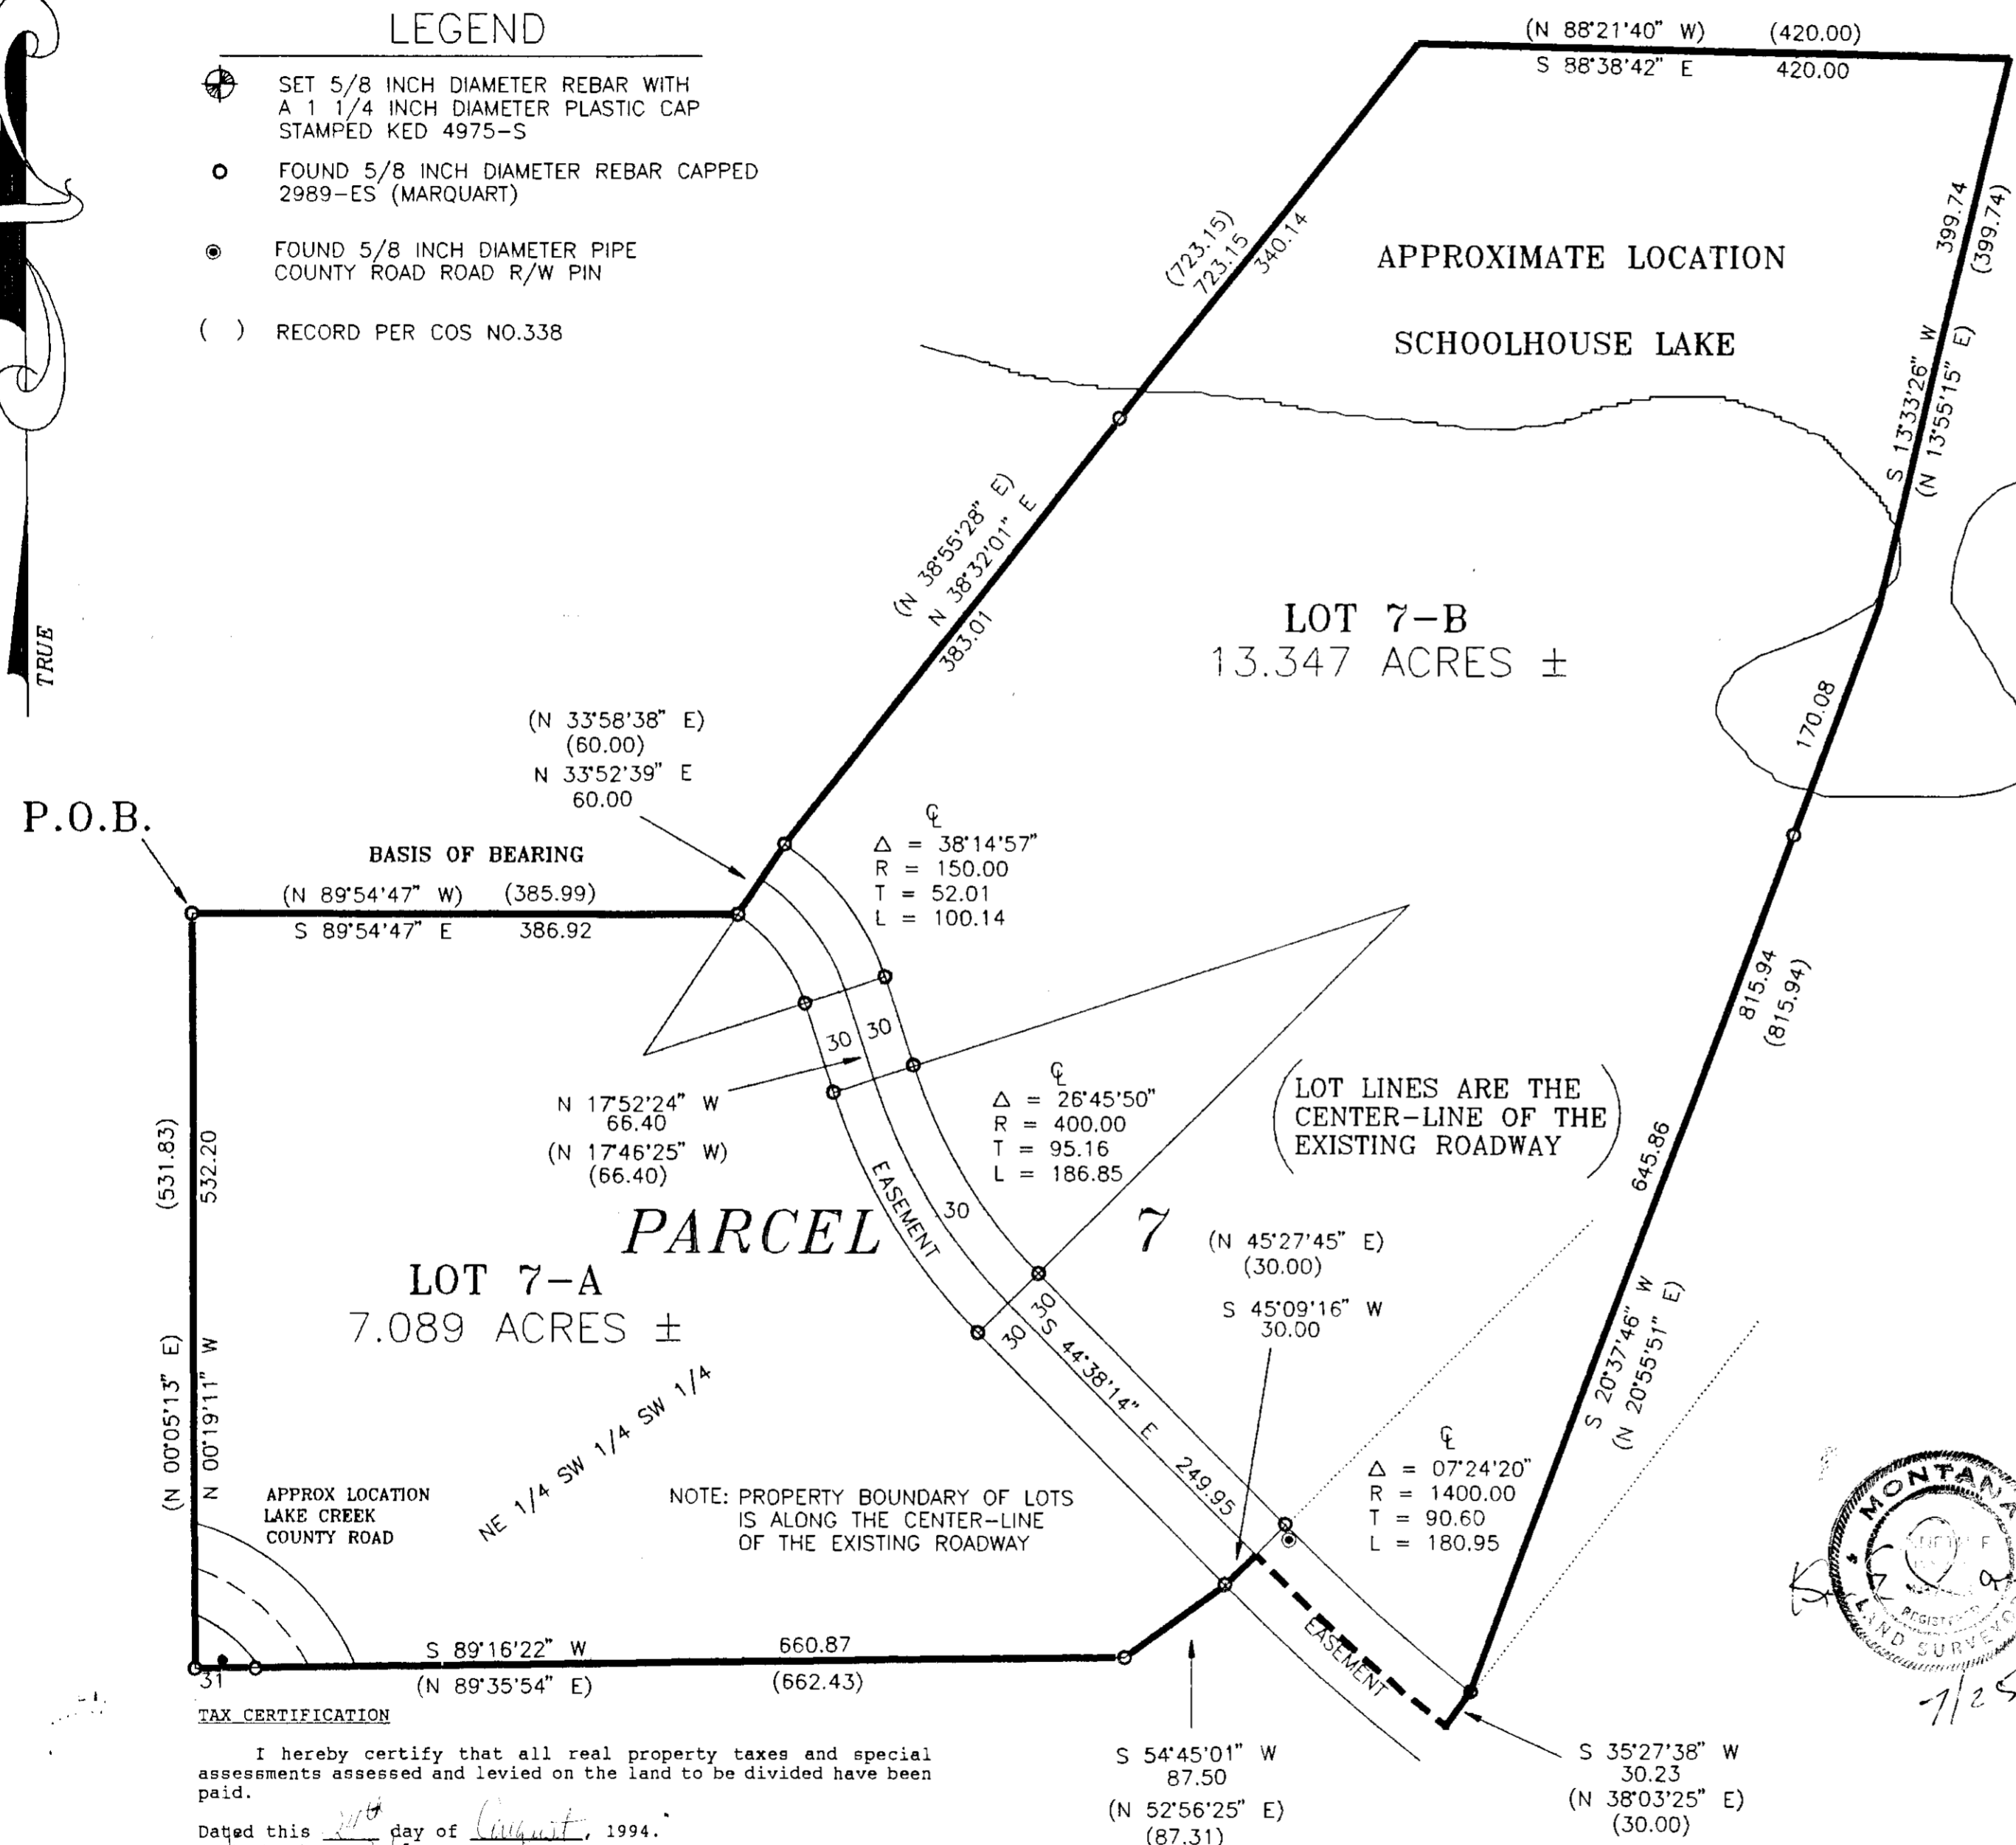 LEGEND
SET 5/8 INCH DIAMETER REBAR WITH
A 1 1/4 INCH DIAMETER PLASTIC CAP
STAMPED KED 4975-S
FOUND 5/8 INCH DIAMETER REBAR CAPPED
2989-ES (MARQUART)
FOUND 5/8 INCH DIAMETER PIPE
COUNTY ROAD ROAD R/W PIN
( ) RECORD PER COS NO.338
TRUE
(N 88°21'40" W) (420.00)
S 88°38'42" E 420.00
(723.15)
723.15
340.14
399.74
(399.74)
APPROXIMATE LOCATION
SCHOOLHOUSE LAKE
S 13°33'26" W
(N 13°55'15" E)
(N 38°55'28" E)
N 38°32'01" E
383.01
LOT 7-B
13.347 ACRES ±
170.08
(N 33°58'38" E)
(60.00)
N 33°52'39" E
60.00
P.O.B.
BASIS OF BEARING
(N 89°54'47" W) (385.99)
S 89°54'47" E 386.92
℄
Δ = 38°14'57"
R = 150.00
T = 52.01
L = 100.14
815.94
(815.94)
30 30
N 17°52'24" W
66.40
(N 17°46'25" W)
(66.40)
℄
Δ = 26°45'50"
R = 400.00
T = 95.16
L = 186.85
(LOT LINES ARE THE
CENTER-LINE OF THE
EXISTING ROADWAY)
645.86
(531.83)
532.20
EASEMENT
30
PARCEL 7
(N 45°27'45" E)
(30.00)
S 45°09'16" W
30.00
LOT 7-A
7.089 ACRES ±
30
30
S 44°38'14" E 249.95
S 20°37'46" W
(N 20°55'51" E)
(N 00°05'13" E)
N 00°19'11" W
NE 1/4 SW 1/4 SW 1/4
APPROX LOCATION
LAKE CREEK
COUNTY ROAD
NOTE: PROPERTY BOUNDARY OF LOTS
IS ALONG THE CENTER-LINE
OF THE EXISTING ROADWAY
℄
Δ = 07°24'20"
R = 1400.00
T = 90.60
L = 180.95
MONTANA
REGISTERED
LAND SURVEYOR
EASEMENT
31
S 89°16'22" W 660.87
(N 89°35'54" E) (662.43)
S 54°45'01" W
87.50
(N 52°56'25" E)
(87.31)
S 35°27'38" W
30.23
(N 38°03'25" E)
(30.00)
TAX CERTIFICATION
I hereby certify that all real property taxes and special
assessments assessed and levied on the land to be divided have been
paid.
Dated this day of August, 1994.